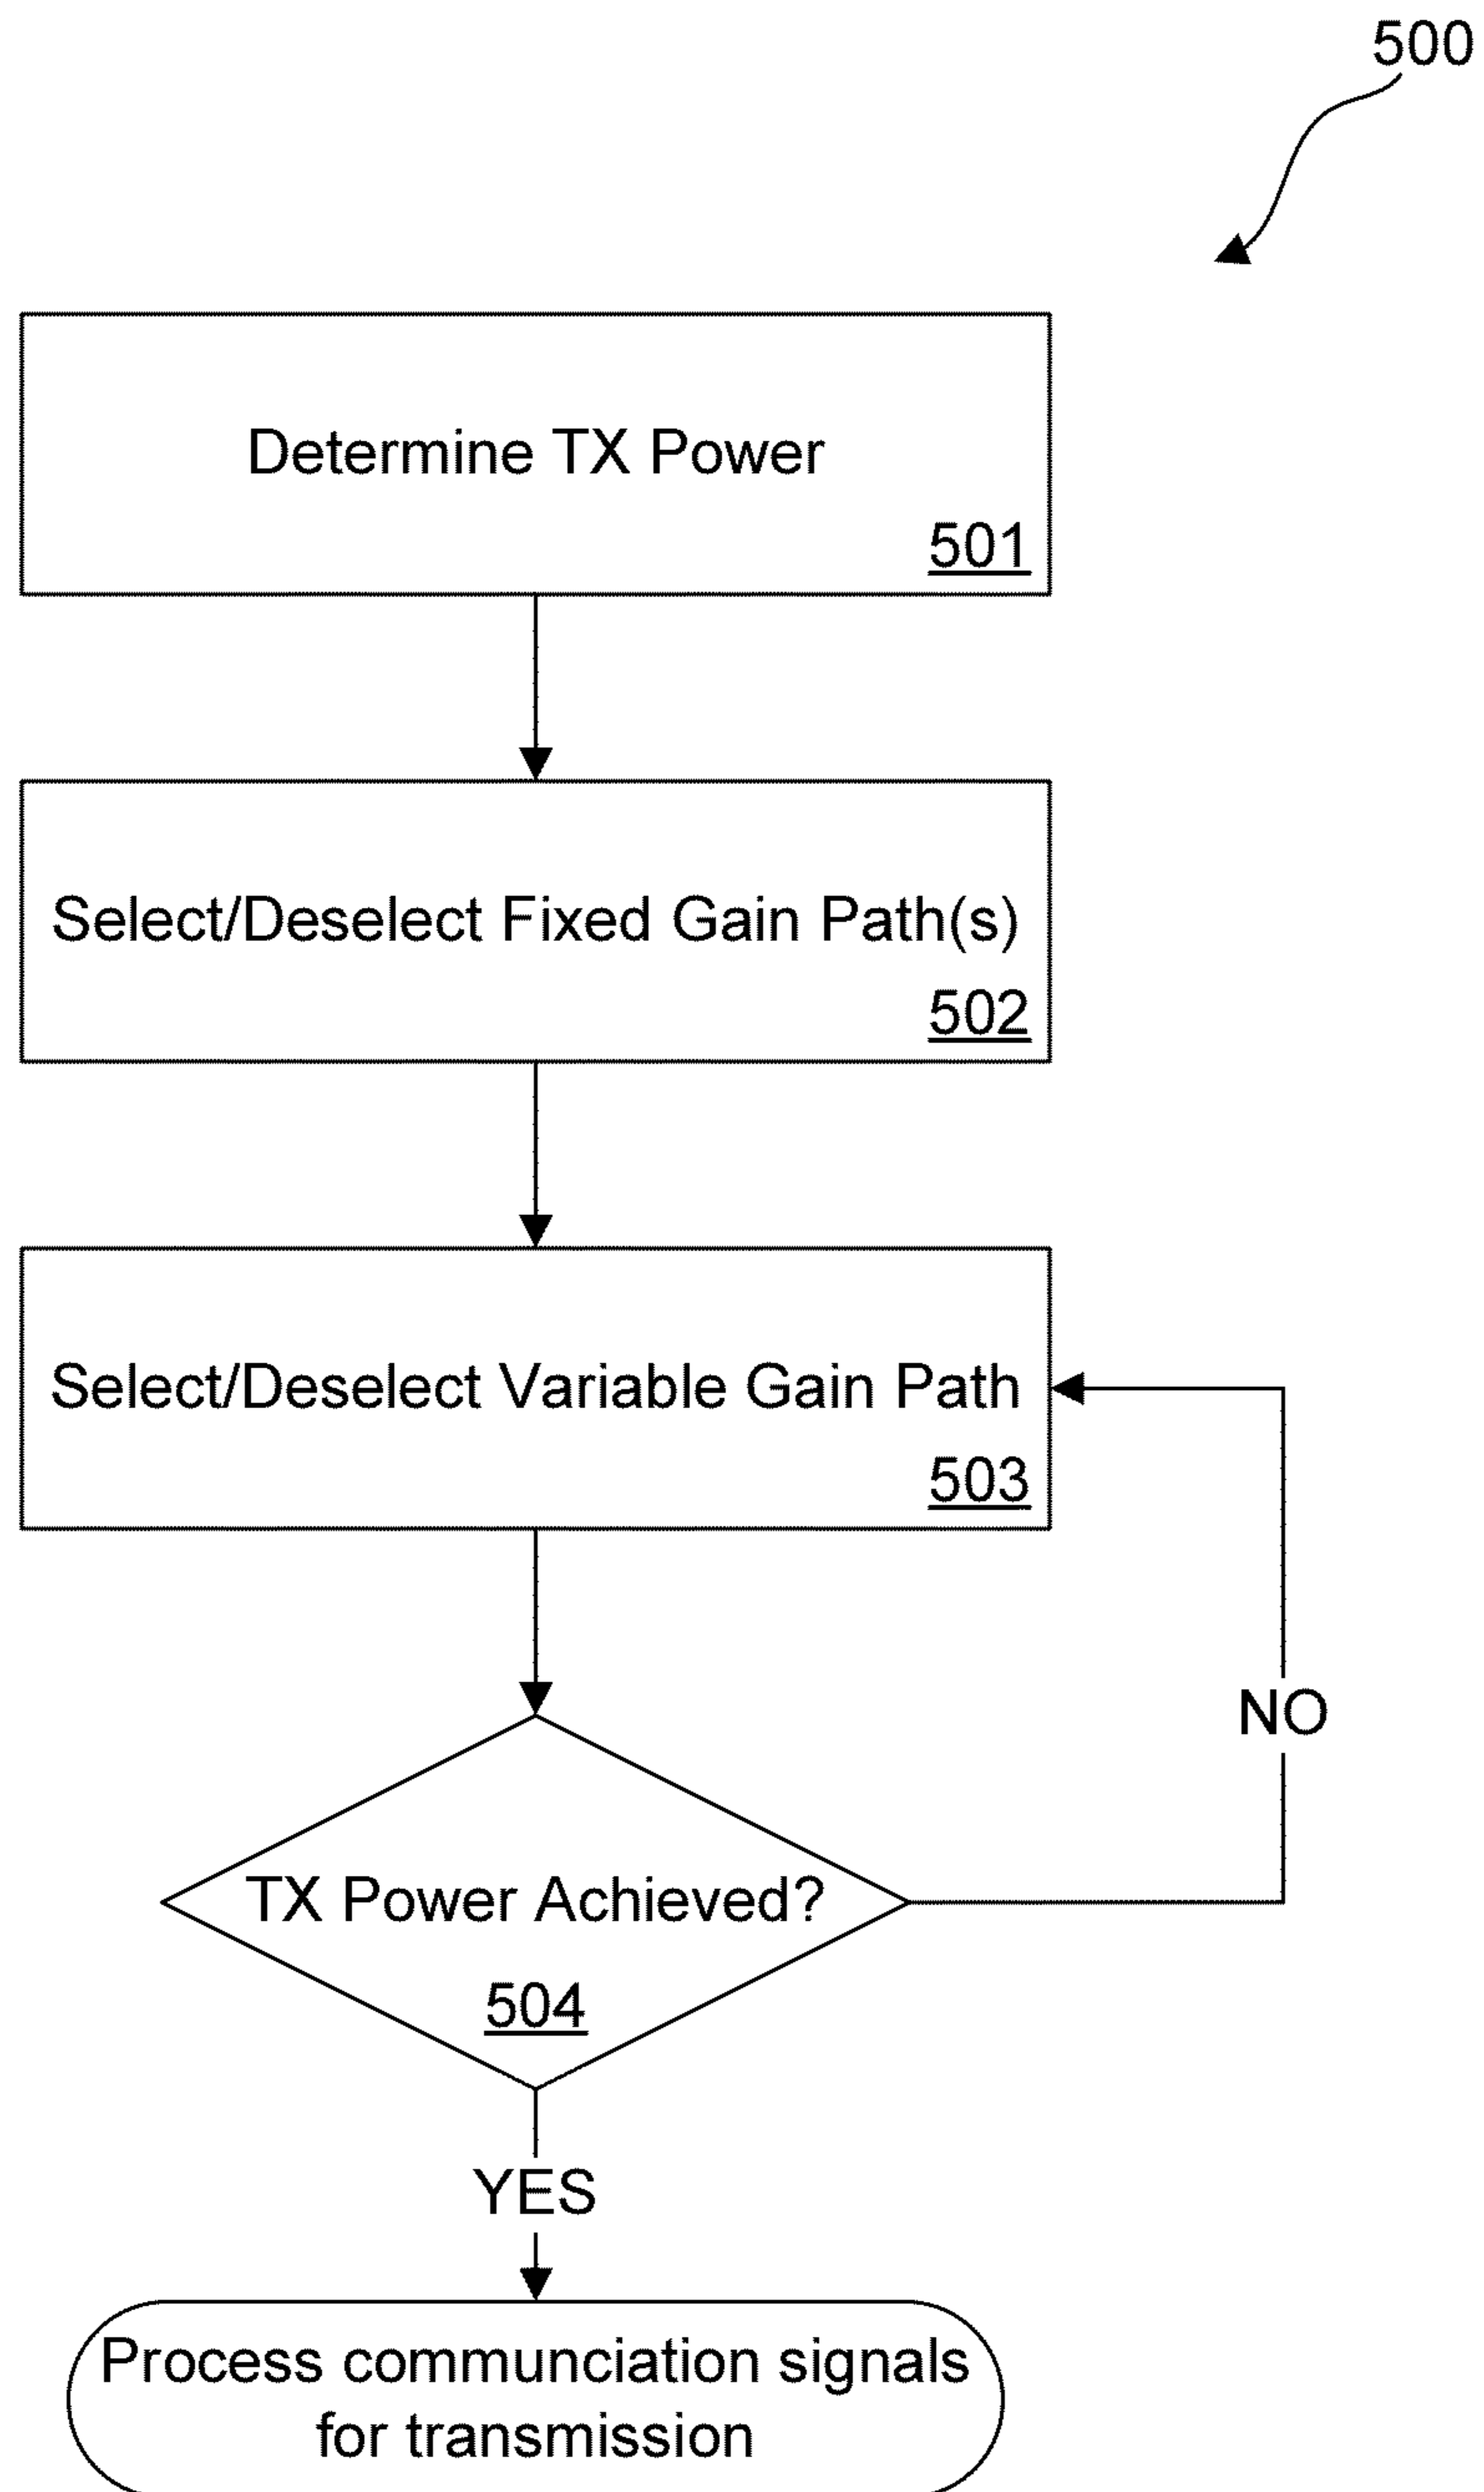 500
Determine TX Power
501
Select/Deselect Fixed Gain Path(s)
502
Select/Deselect Variable Gain Path
503
NO
TX Power Achieved?
504
YES
Process communciation signals
for transmission